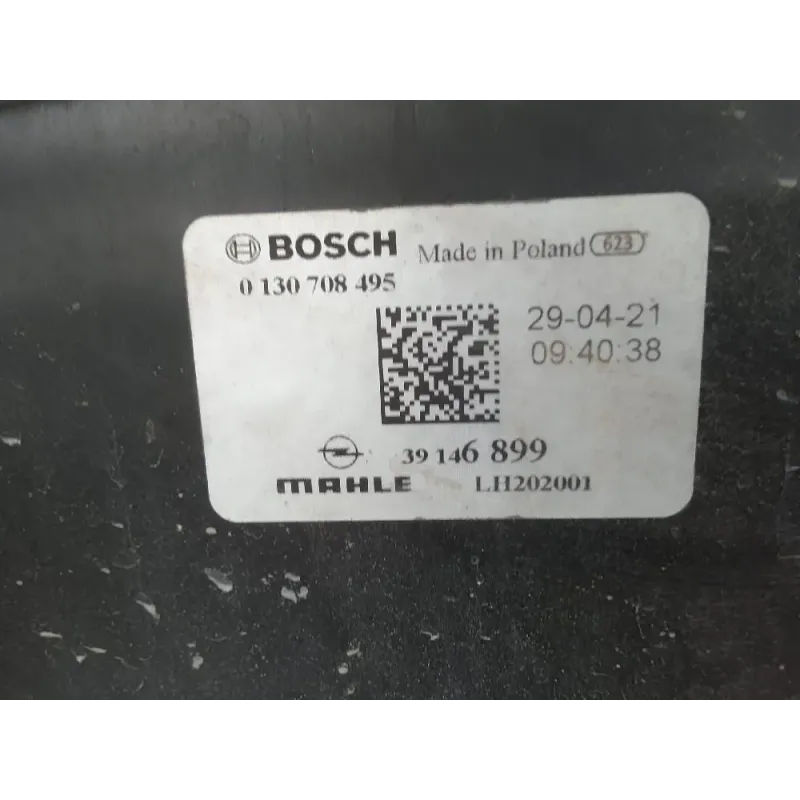 BOSCH Made in Poland 623
0 130 708 495
29-04-21
09:40:38
39 146 899
MAHLE LH202001